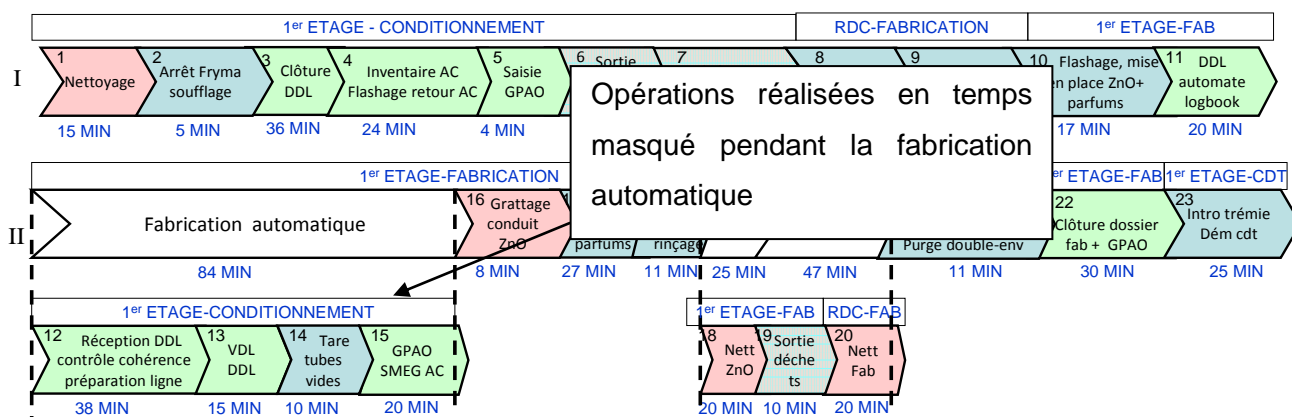 1er ETAGE - CONDITIONNEMENT
RDC-FABRICATION
1er ETAGE-FAB
I
1
Nettoyage
2
Arrêt Fryma
soufflage
3
Clôture
DDL
4
Inventaire AC
Flashage retour AC
5
Saisie
GPAO
6
Sortie
7
8
9
10
Flashage, mise
en place ZnO+
parfums
11
DDL
automate
logbook
15 MIN
5 MIN
36 MIN
24 MIN
4 MIN
17 MIN
20 MIN
Opérations réalisées en temps
masqué pendant la fabrication
automatique
1er ETAGE-FABRICATION
1er ETAGE-FAB
1er ETAGE-CDT
II
Fabrication automatique
16
Grattage
conduit
ZnO
parfums
rinçage
Purge double-env
22
Clôture dossier
fab + GPAO
23
Intro trémie
Dém cdt
84 MIN
8 MIN
27 MIN
11 MIN
25 MIN
47 MIN
11 MIN
30 MIN
25 MIN
1er ETAGE-CONDITIONNEMENT
1er ETAGE-FAB
RDC-FAB
12
Réception DDL
contrôle cohérence
préparation ligne
13
VDL
DDL
14
Tare
tubes
vides
15
GPAO
SMEG AC
18
Nett
ZnO
19
Sortie
déche
ts
20
Nett
Fab
38 MIN
15 MIN
10 MIN
20 MIN
20 MIN
10 MIN
20 MIN